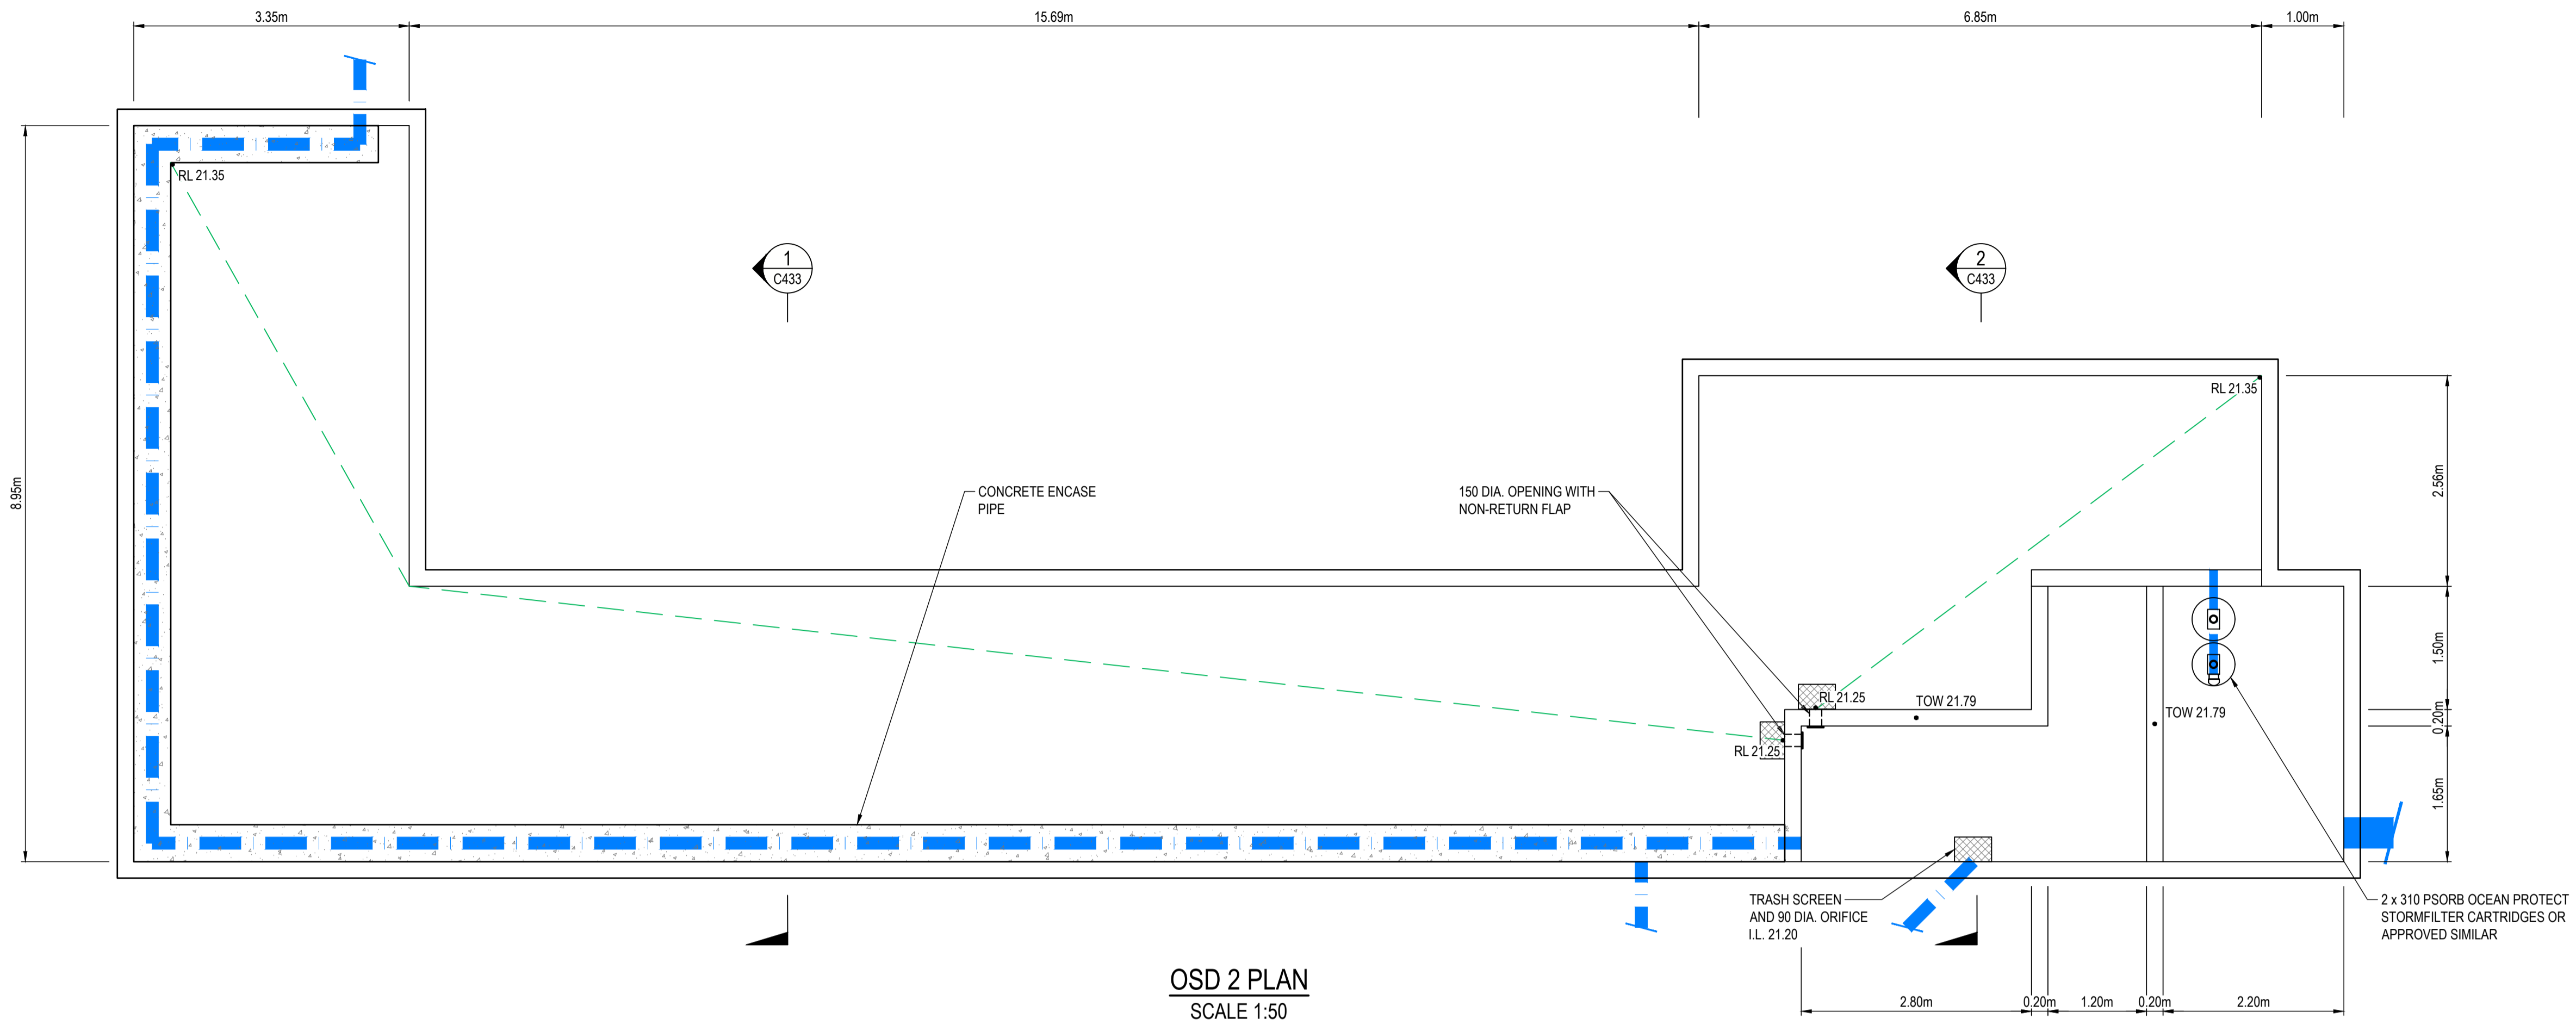 3.35m
15.69m
6.85m
1.00m
8.95m
RL 21.35
1
C433
2
C433
RL 21.35
2.56m
CONCRETE ENCASE
PIPE
150 DIA. OPENING WITH
NON-RETURN FLAP
1.50m
RL 21.25
TOW 21.79
TOW 21.79
0.20m
RL 21.25
1.65m
TRASH SCREEN
AND 90 DIA. ORIFICE
I.L. 21.20
2 x 310 PSORB OCEAN PROTECT
STORMFILTER CARTRIDGES OR
APPROVED SIMILAR
2.80m
0.20m
1.20m
0.20m
2.20m
OSD 2 PLAN
SCALE 1:50